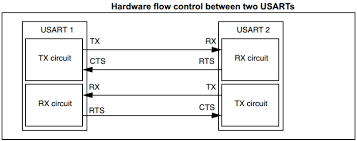 Hardware flow control between two USARTs
USART 1 USART 2
TX RX
TX circuit RX circuit
CTS RTS
RX TX
RX circuit TX circuit
RTS CTS